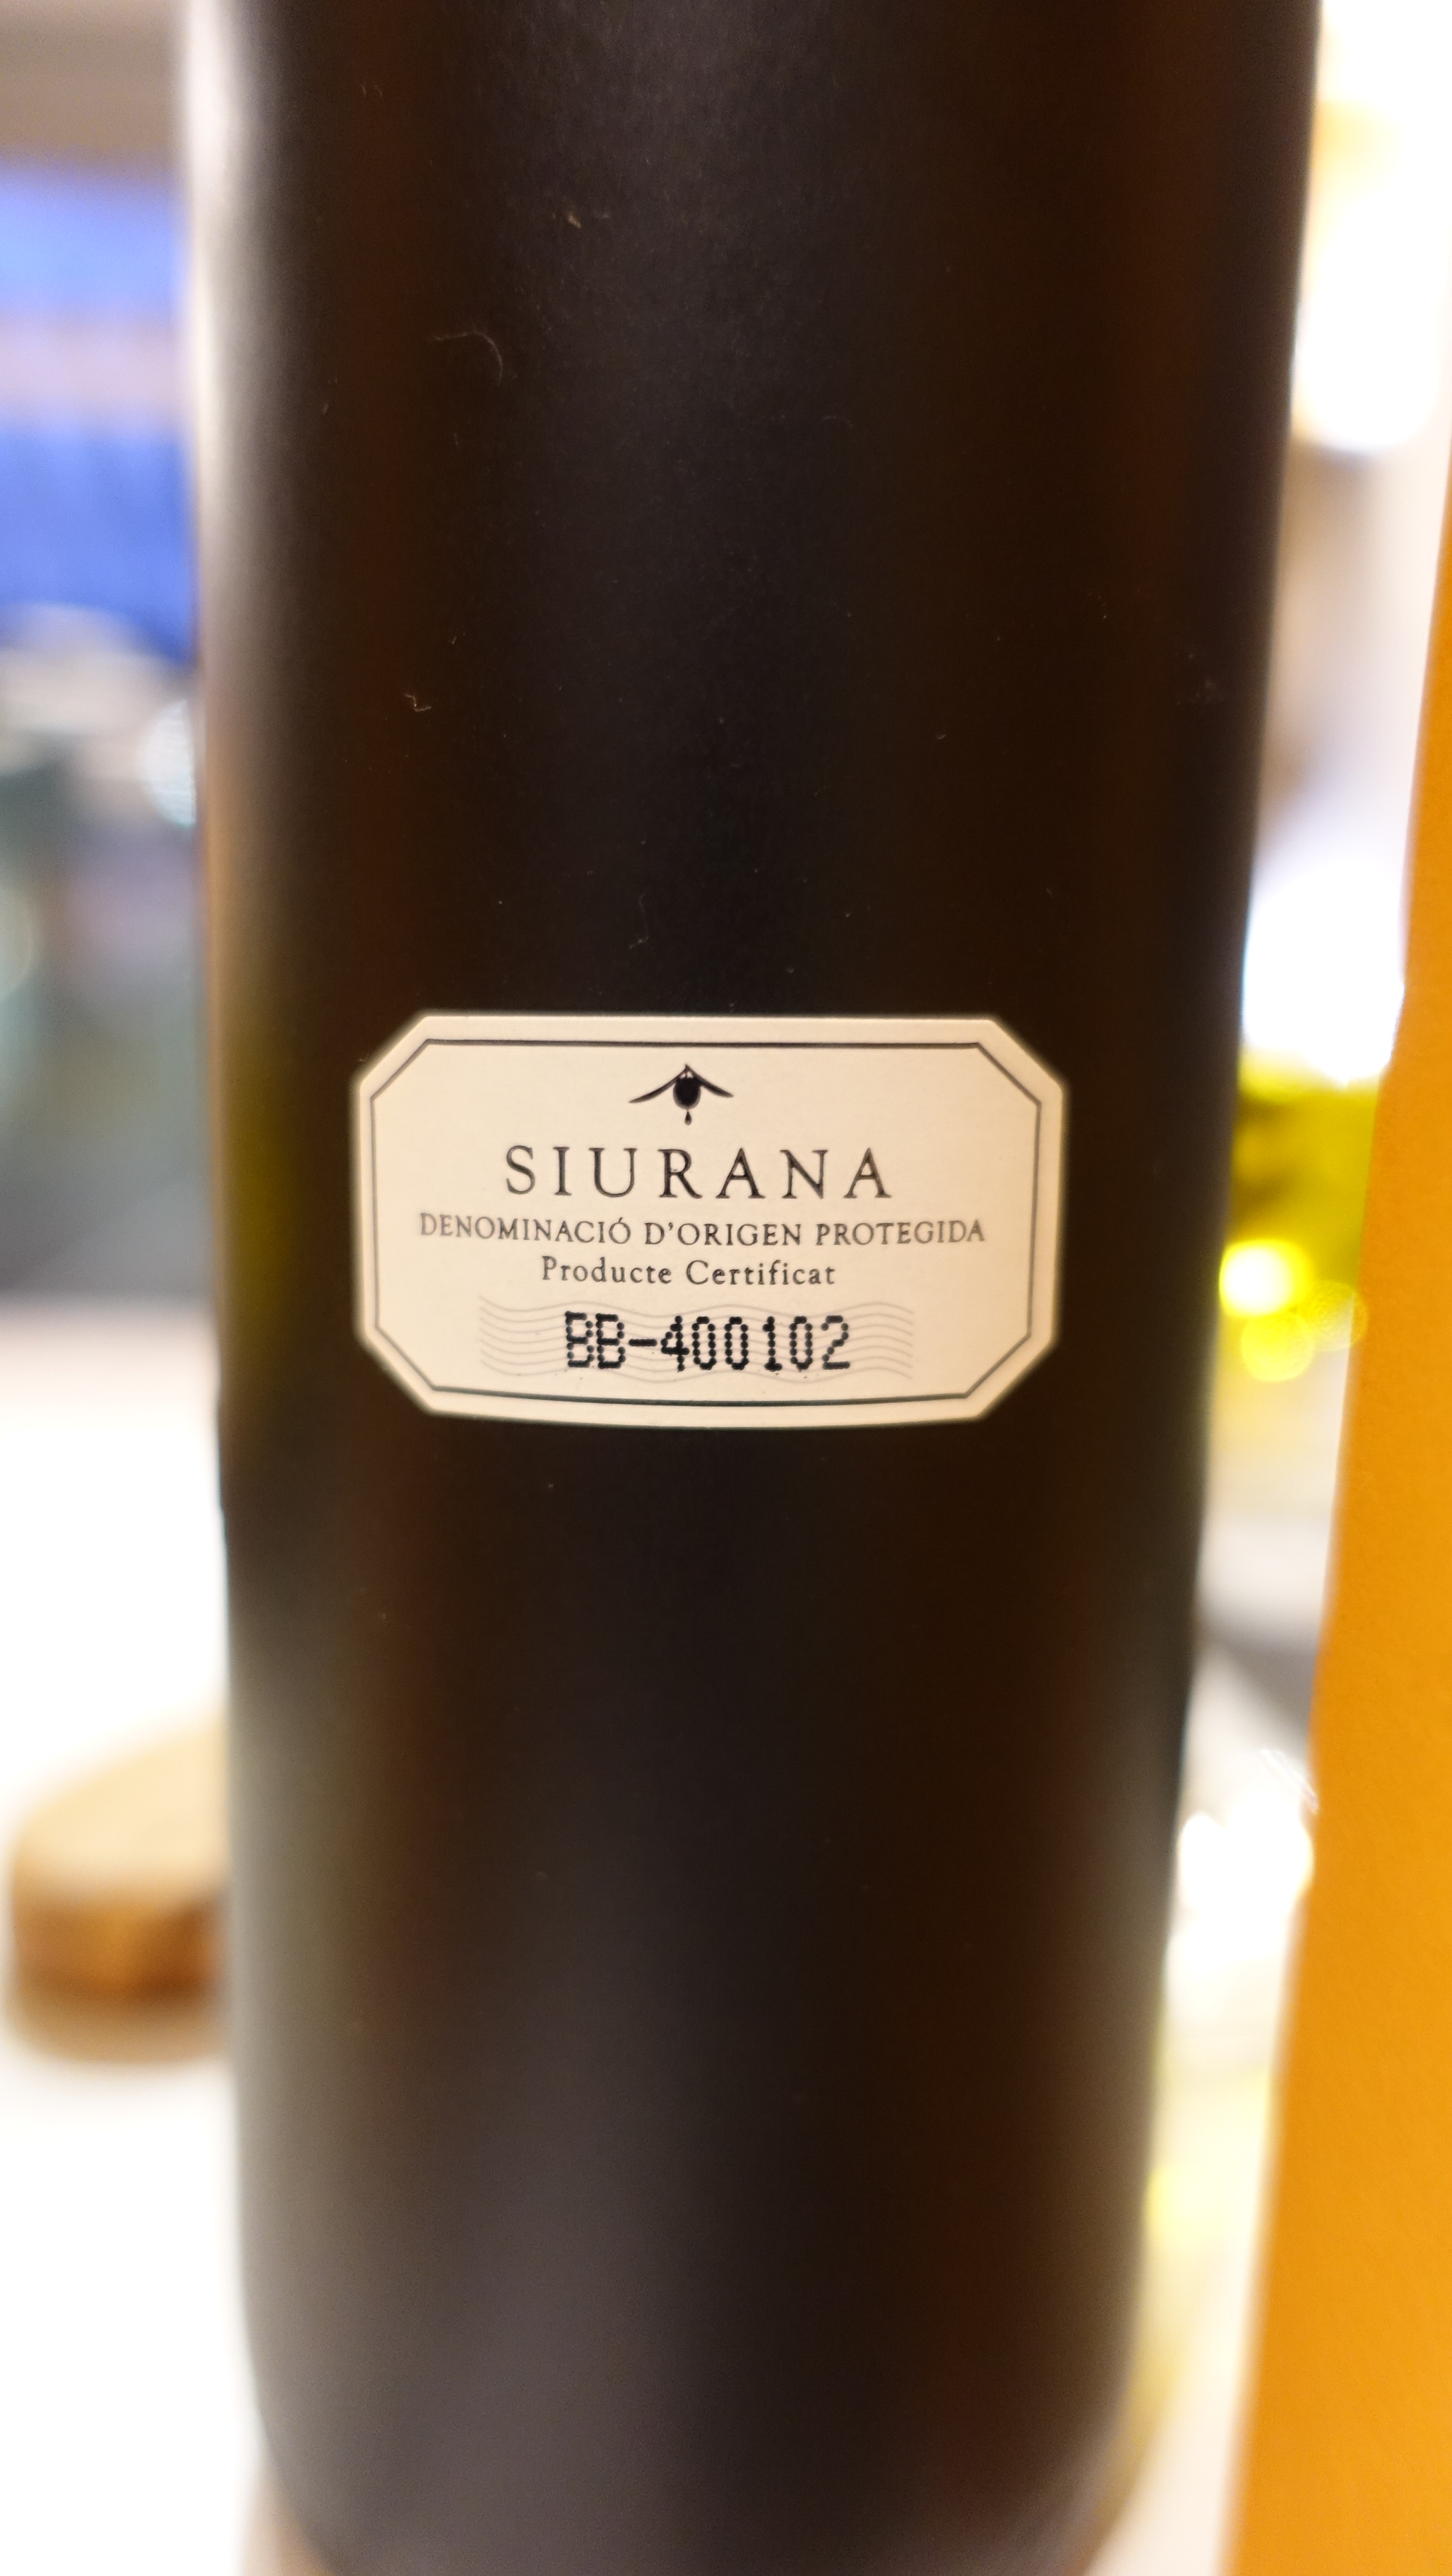 SIURANA
DENOMINACIÓ D'ORIGEN PROTEGIDA
Producte Certificat
BB-400102